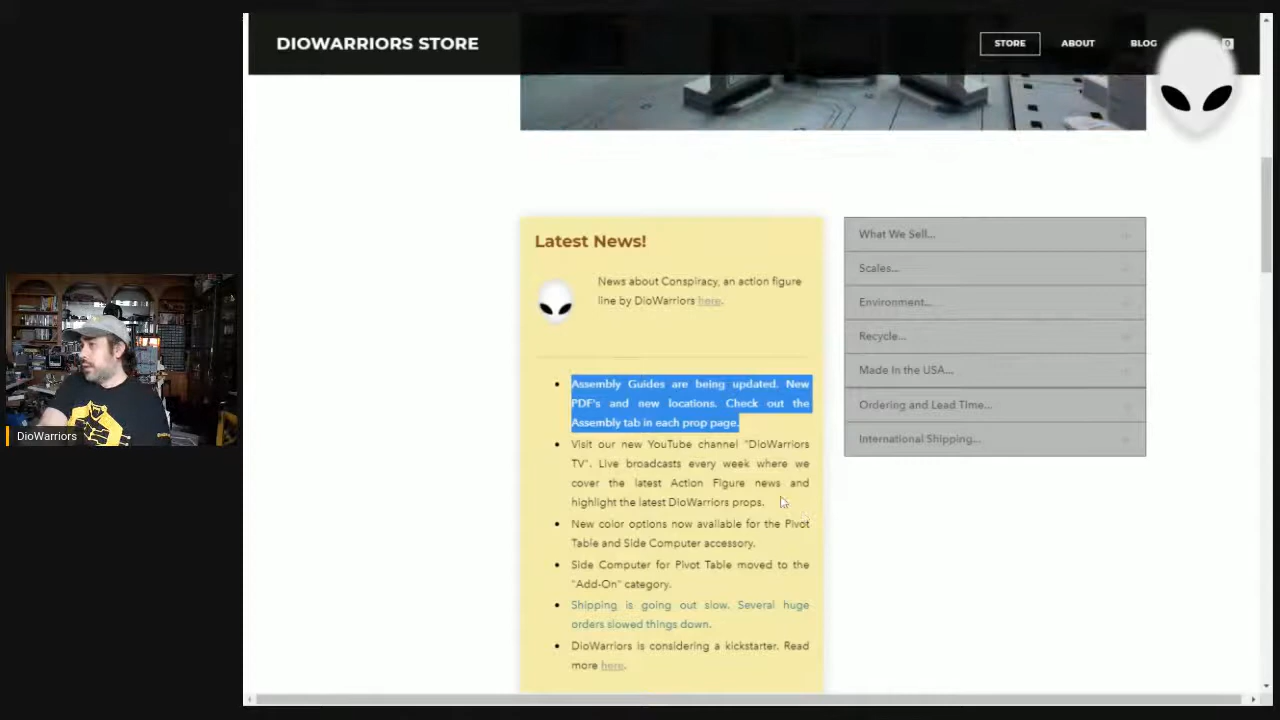 DIOWARRIORS STORE
STORE
ABOUT
BLOG
0
Latest News!
News about Conspiracy, an action figure
line by DioWarriors here.
Assembly Guides are being updated. New
PDF's and new locations. Check out the
Assembly tab in each prop page.
Visit our new YouTube channel "DioWarriors
TV". Live broadcasts every week where we
cover the latest Action Figure news and
highlight the latest DioWarriors props.
New color options now available for the Pivot
Table and Side Computer accessory.
Side Computer for Pivot Table moved to the
"Add-On" category.
Shipping is going out slow. Several huge
orders slowed things down.
DioWarriors is considering a kickstarter. Read
more here.
What We Sell...
Scales...
Environment...
Recycle...
Made In the USA...
Ordering and Lead Time...
International Shipping...
DioWarriors